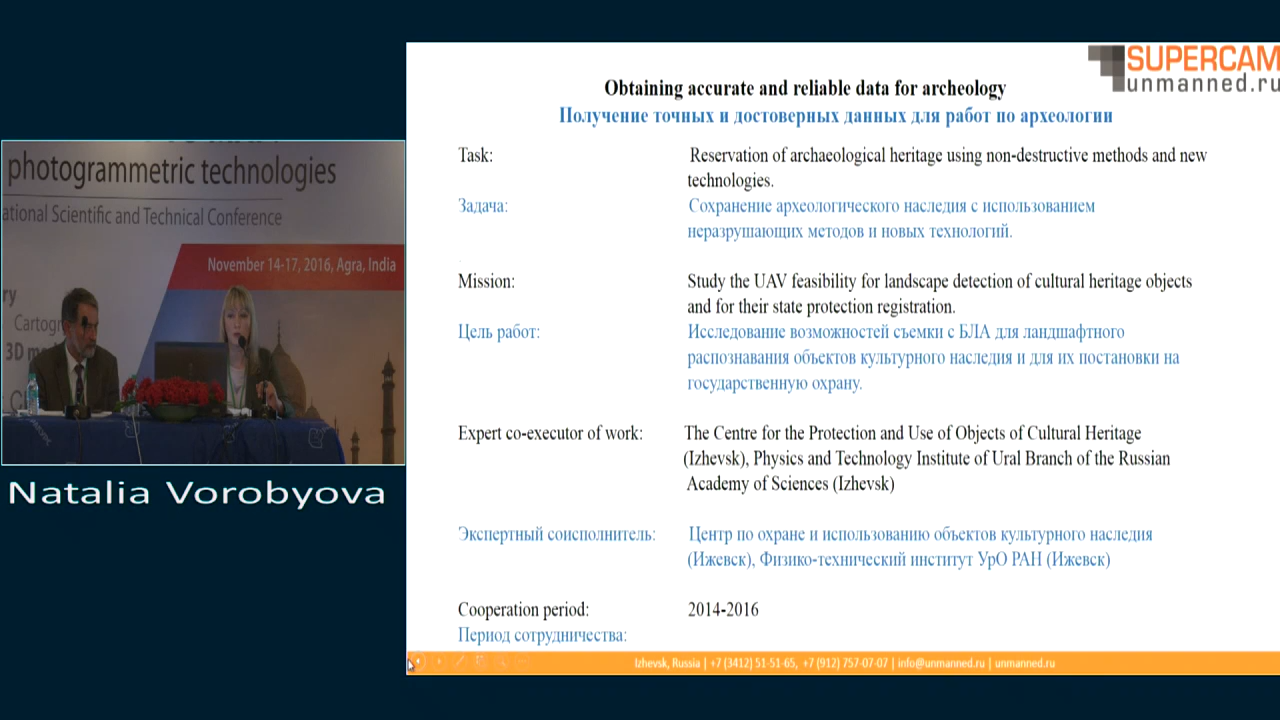 photogrammetric technologies
ational Scientific and Technical Conference
November 14-17, 2016, Agra, India
ry
Cartogr
3D m
Natalia Vorobyova
SUPERCAM
unmanned.ru
Obtaining accurate and reliable data for archeology
Получение точных и достоверных данных для работ по археологии
Task: Reservation of archaeological heritage using non-destructive methods and new
technologies.
Задача: Сохранение археологического наследия с использованием
неразрушающих методов и новых технологий.
Mission: Study the UAV feasibility for landscape detection of cultural heritage objects
and for their state protection registration.
Цель работ: Исследование возможностей съемки с БЛА для ландшафтного
распознавания объектов культурного наследия и для их постановки на
государственную охрану.
Expert co-executor of work: The Centre for the Protection and Use of Objects of Cultural Heritage
(Izhevsk), Physics and Technology Institute of Ural Branch of the Russian
Academy of Sciences (Izhevsk)
Экспертный соисполнитель: Центр по охране и использованию объектов культурного наследия
(Ижевск), Физико-технический институт УрО РАН (Ижевск)
Cooperation period: 2014-2016
Период сотрудничества:
Izhevsk, Russia | +7 (3412) 51-51-65, +7 (912) 757-07-07 | info@unmanned.ru | unmanned.ru